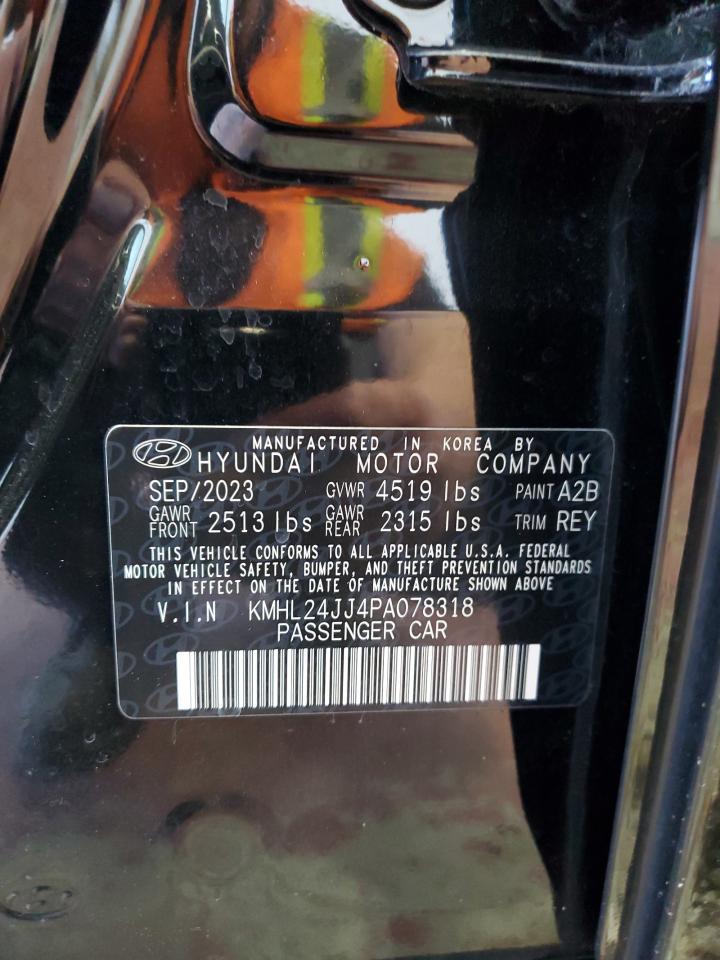 MANUFACTURED IN KOREA BY
HYUNDAI MOTOR COMPANY
SEP/2023 GVWR 4519 lbs PAINT A2B
GAWR FRONT 2513 lbs GAWR REAR 2315 lbs TRIM REY
THIS VEHICLE CONFORMS TO ALL APPLICABLE U.S.A. FEDERAL
MOTOR VEHICLE SAFETY, BUMPER, AND THEFT PREVENTION STANDARDS
IN EFFECT ON THE DATE OF MANUFACTURE SHOWN ABOVE
V.I.N KMHL24JJ4PA078318
PASSENGER CAR